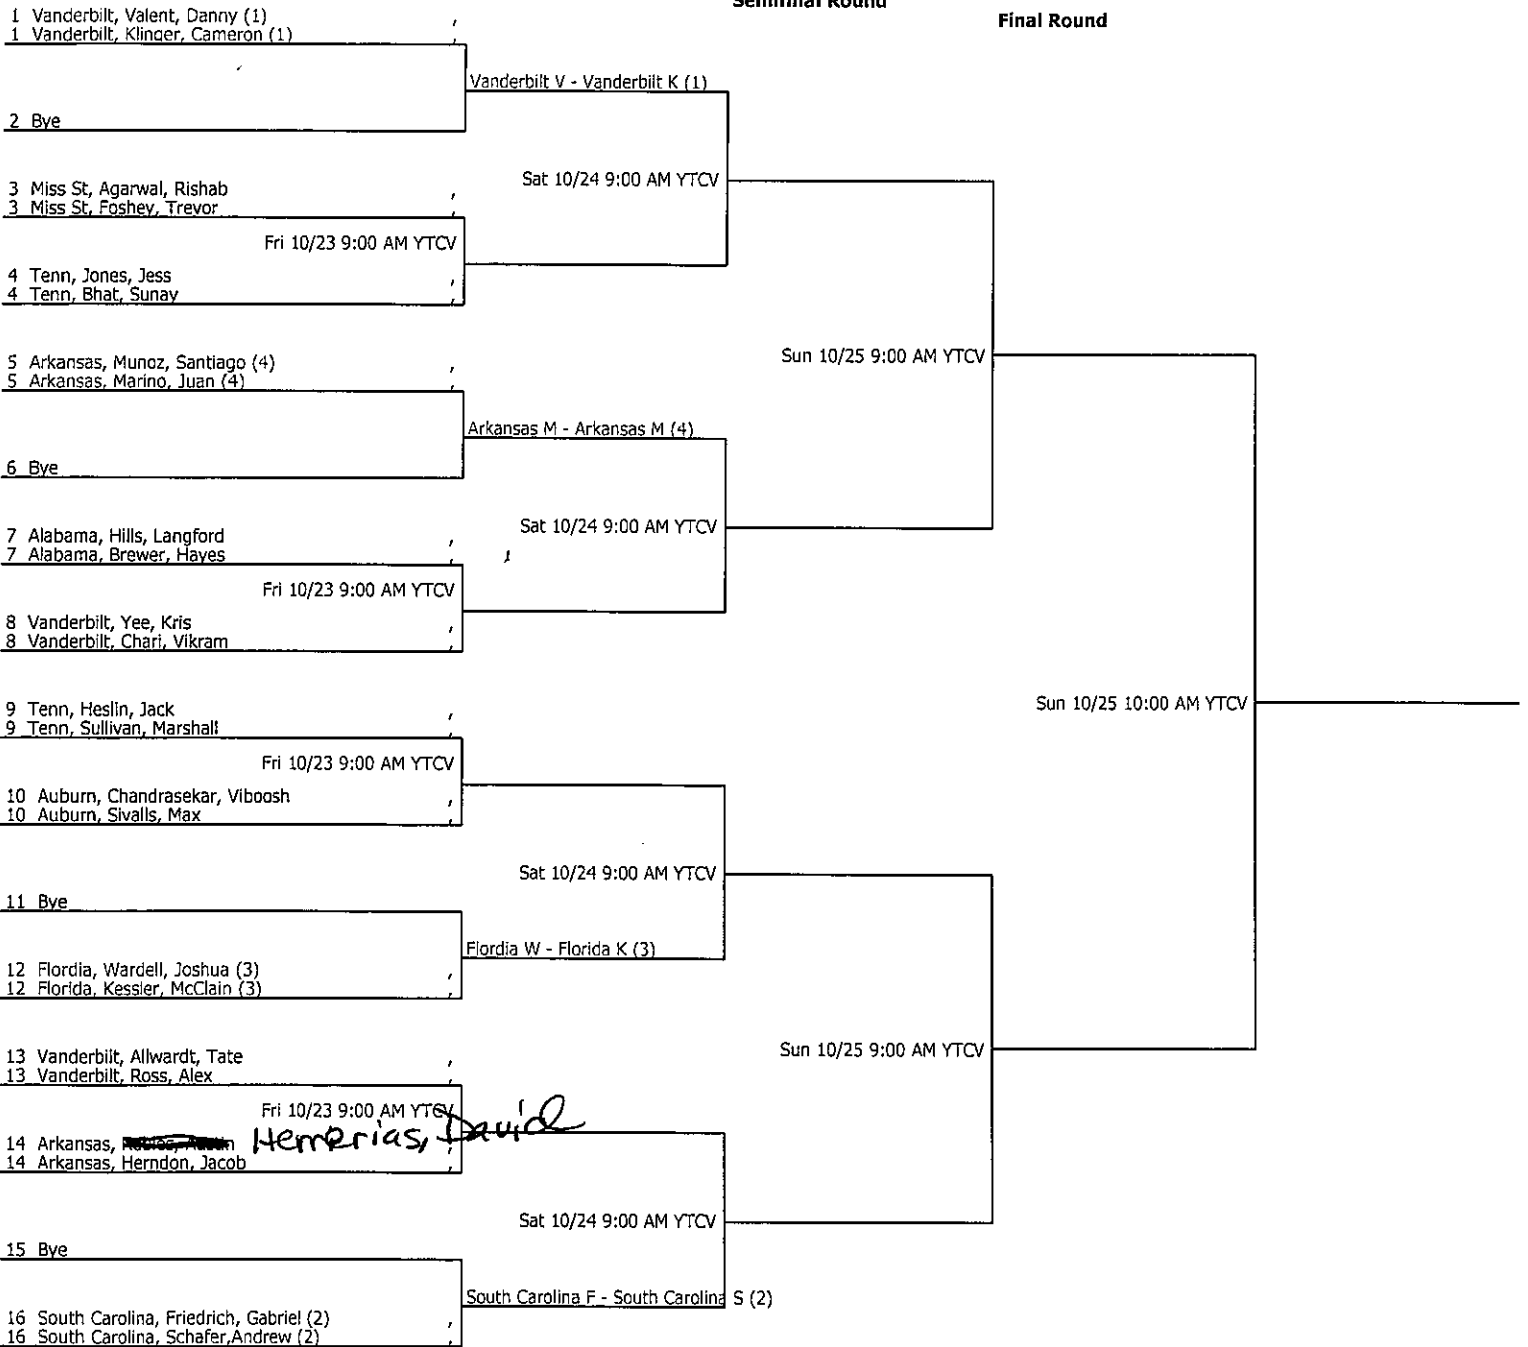 Semifinal Round
Final Round
1 Vanderbilt, Valent, Danny (1)
1 Vanderbilt, Klinger, Cameron (1)
Vanderbilt V - Vanderbilt K (1)
2 Bye
Sat 10/24 9:00 AM YTCV
3 Miss St, Agarwal, Rishab
3 Miss St, Foshey, Trevor
Fri 10/23 9:00 AM YTCV
4 Tenn, Jones, Jess
4 Tenn, Bhat, Sunay
Sun 10/25 9:00 AM YTCV
5 Arkansas, Munoz, Santiago (4)
5 Arkansas, Marino, Juan (4)
Arkansas M - Arkansas M (4)
6 Bye
Sat 10/24 9:00 AM YTCV
7 Alabama, Hills, Langford
7 Alabama, Brewer, Hayes
Fri 10/23 9:00 AM YTCV
8 Vanderbilt, Yee, Kris
8 Vanderbilt, Chari, Vikram
Sun 10/25 10:00 AM YTCV
9 Tenn, Heslin, Jack
9 Tenn, Sullivan, Marshall
Fri 10/23 9:00 AM YTCV
10 Auburn, Chandrasekar, Viboosh
10 Auburn, Sivalls, Max
Sat 10/24 9:00 AM YTCV
11 Bye
Flordia W - Florida K (3)
12 Flordia, Wardell, Joshua (3)
12 Florida, Kessler, McClain (3)
Sun 10/25 9:00 AM YTCV
13 Vanderbilt, Allwardt, Tate
13 Vanderbilt, Ross, Alex
Fri 10/23 9:00 AM YTCV
14 Arkansas, Hemerias, David
14 Arkansas, Herndon, Jacob
Sat 10/24 9:00 AM YTCV
15 Bye
South Carolina F - South Carolina S (2)
16 South Carolina, Friedrich, Gabriel (2)
16 South Carolina, Schafer,Andrew (2)